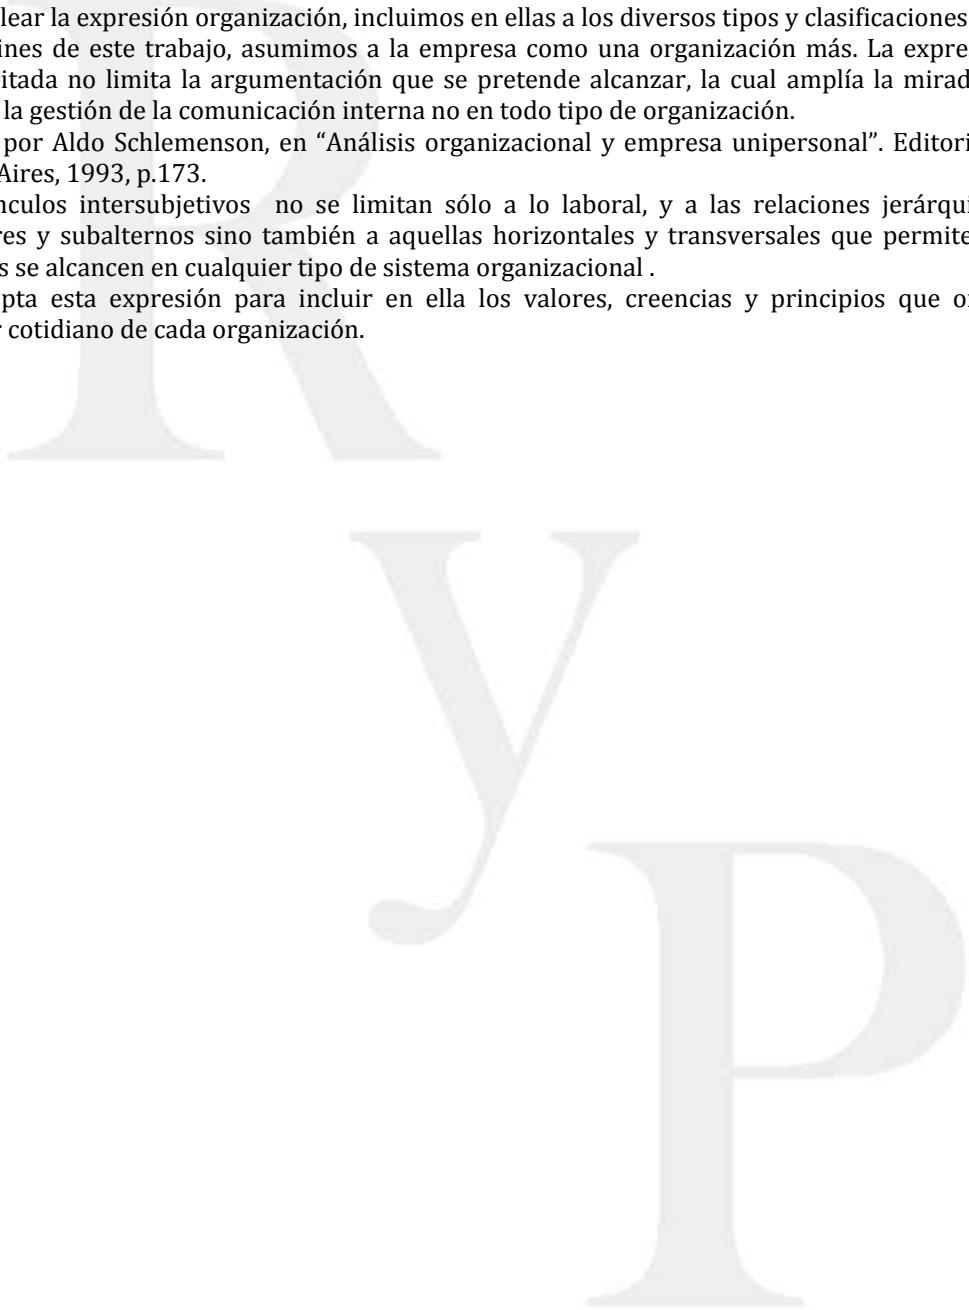 lear la expresión organización, incluimos en ellas a los diversos tipos y clasificaciones
ines de este trabajo, asumimos a la empresa como una organización más. La expre
itada no limita la argumentación que se pretende alcanzar, la cual amplía la mirad
la gestión de la comunicación interna no en todo tipo de organización.
por Aldo Schlemenson, en “Análisis organizacional y empresa unipersonal”. Editori
Aires, 1993, p.173.
nculos intersubjetivos no se limitan sólo a lo laboral, y a las relaciones jerárqui
res y subalternos sino también a aquellas horizontales y transversales que permite
s se alcancen en cualquier tipo de sistema organizacional .
pta esta expresión para incluir en ella los valores, creencias y principios que o
r cotidiano de cada organización.
R
y
P